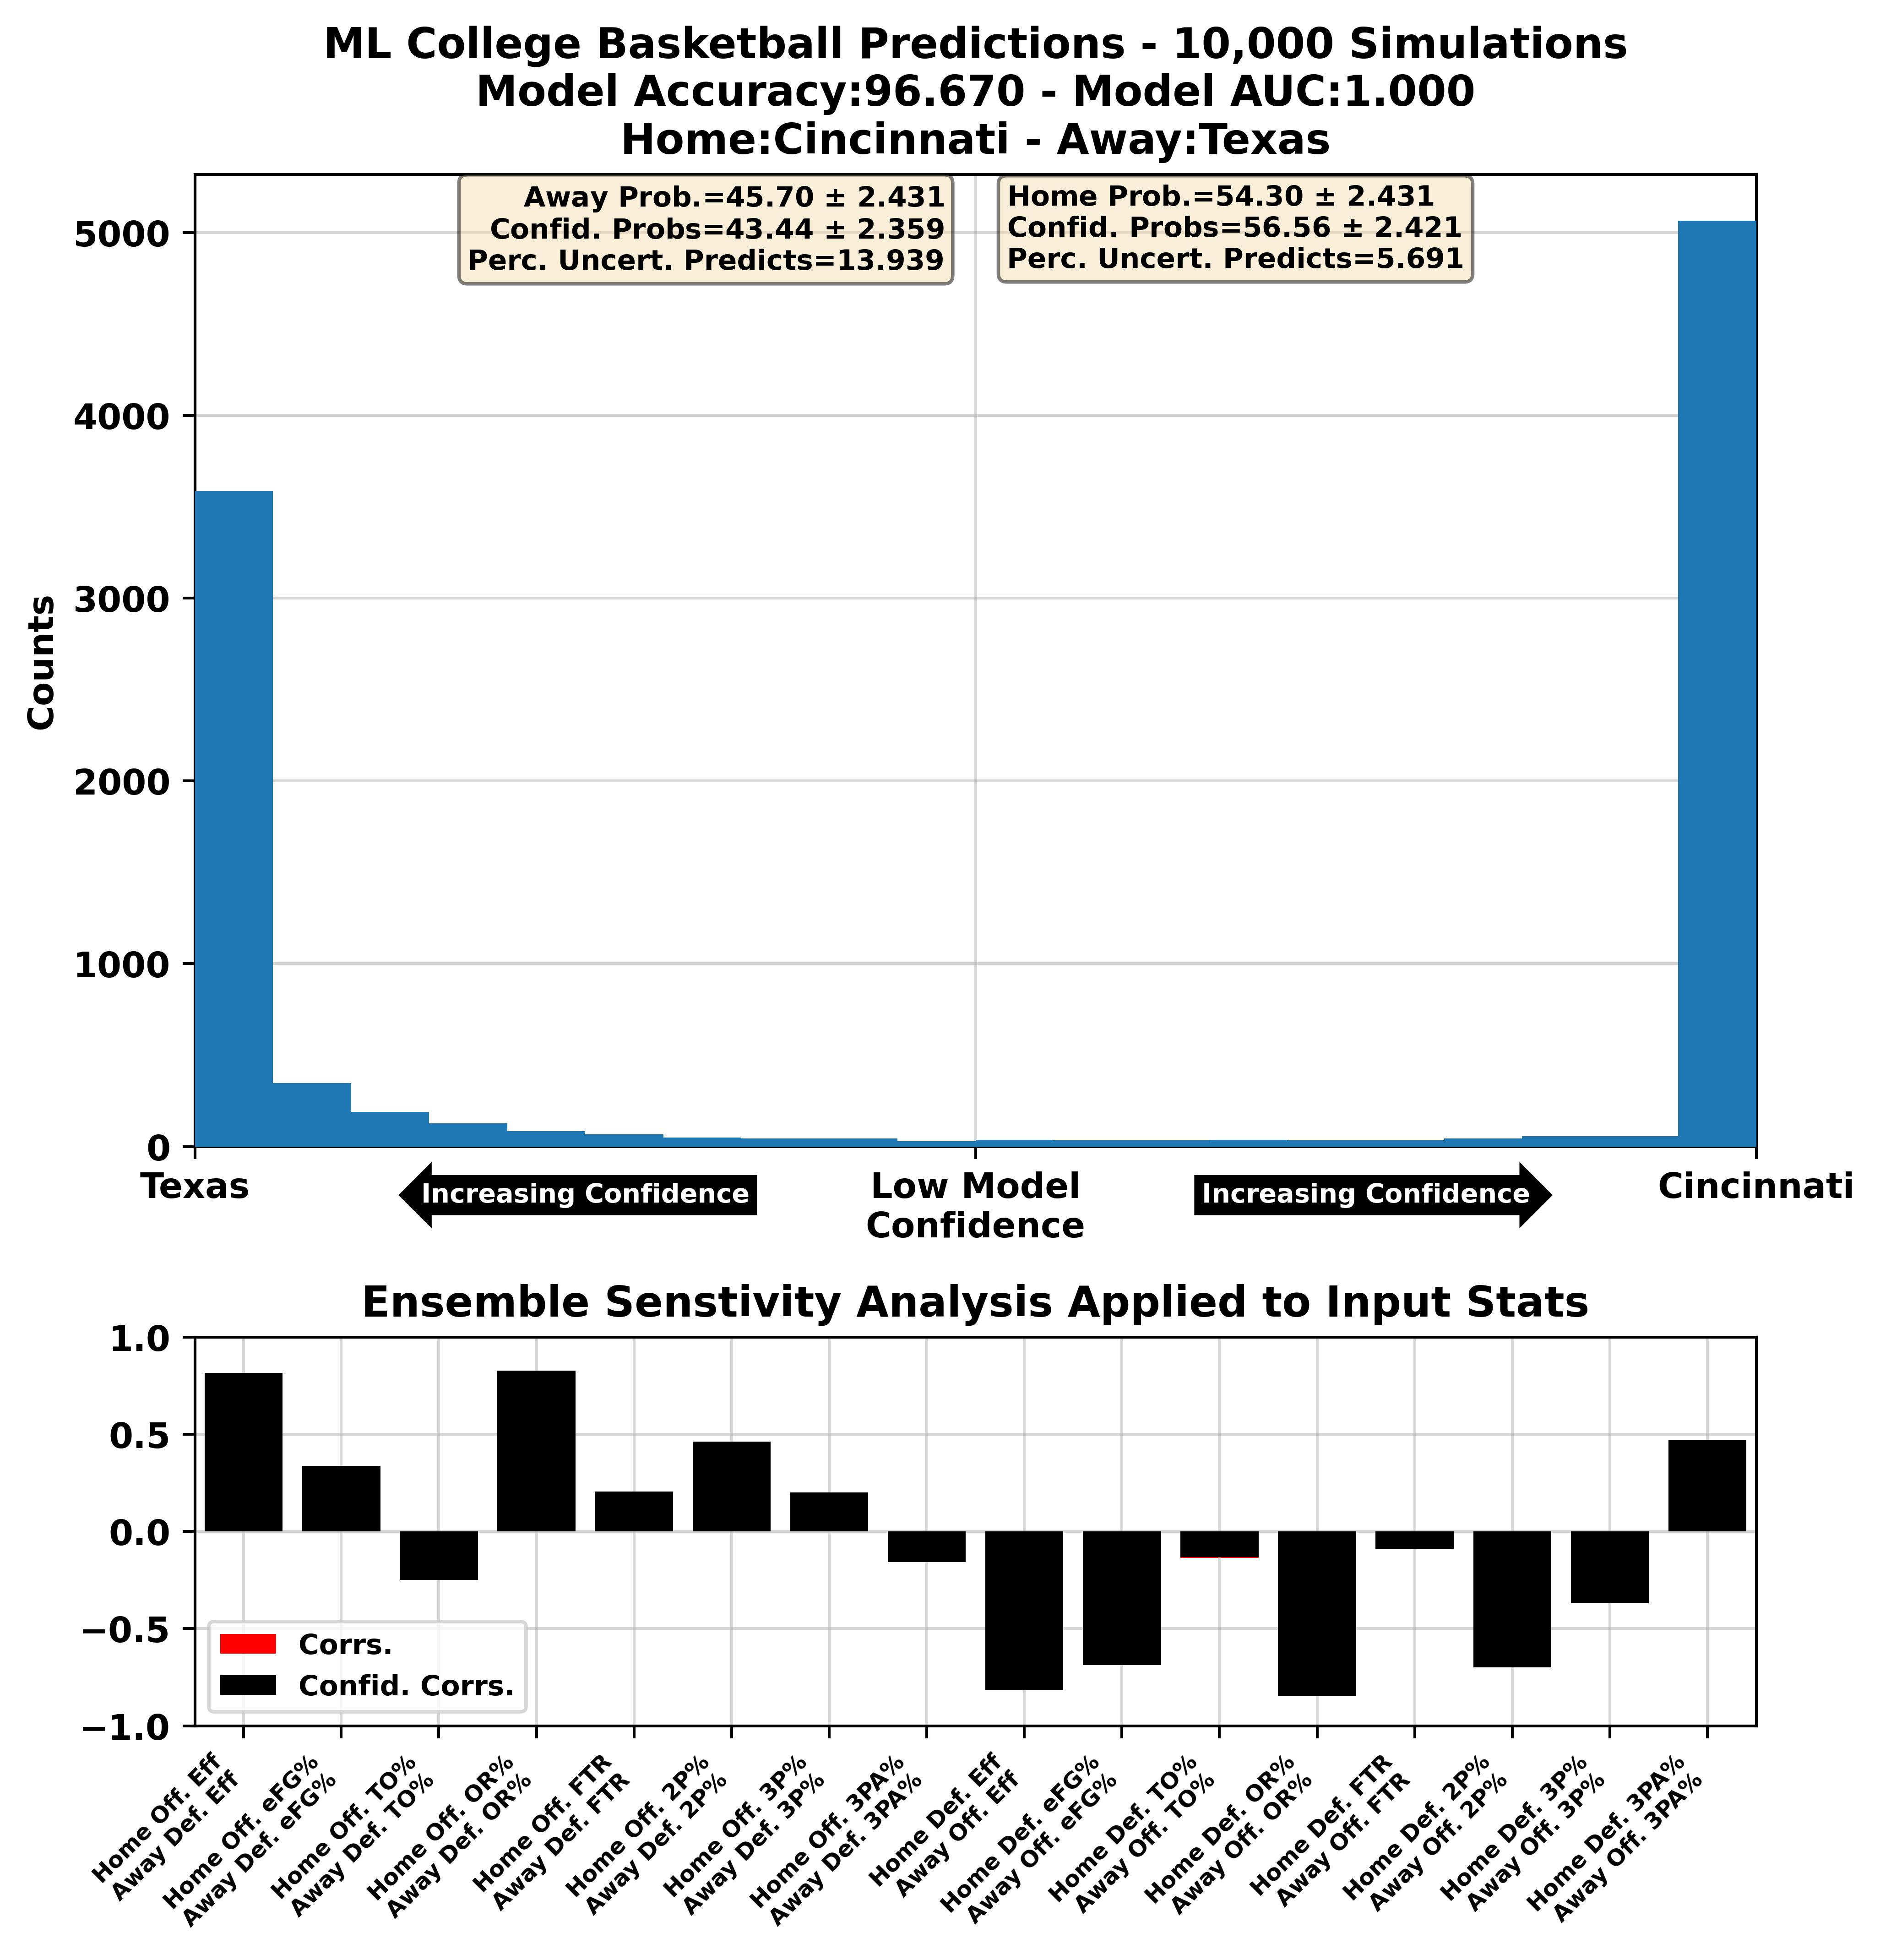 ML College Basketball Predictions - 10,000 Simulations
Model Accuracy:96.670 - Model AUC:1.000
Home:Cincinnati - Away:Texas
Away Prob.=45.70 ± 2.431
Confid. Probs=43.44 ± 2.359
Perc. Uncert. Predicts=13.939
Home Prob.=54.30 ± 2.431
Confid. Probs=56.56 ± 2.421
Perc. Uncert. Predicts=5.691
Counts
5000
4000
3000
2000
1000
0
Texas
Increasing Confidence
Low Model
Confidence
Increasing Confidence
Cincinnati
Ensemble Senstivity Analysis Applied to Input Stats
1.0
0.5
0.0
−0.5
−1.0
Corrs.
Confid. Corrs.
Home Off. Eff
Away Def. Eff
Home Off. eFG%
Away Def. eFG%
Home Off. TO%
Away Def. TO%
Home Off. OR%
Away Def. OR%
Home Off. FTR
Away Def. FTR
Home Off. 2P%
Away Def. 2P%
Home Off. 3P%
Away Def. 3P%
Home Off. 3PA%
Away Def. 3PA%
Home Def. Eff
Away Off. Eff
Home Def. eFG%
Away Off. eFG%
Home Def. TO%
Away Off. TO%
Home Def. OR%
Away Off. OR%
Home Def. FTR
Away Off. FTR
Home Def. 2P%
Away Off. 2P%
Home Def. 3P%
Away Off. 3P%
Home Def. 3PA%
Away Off. 3PA%